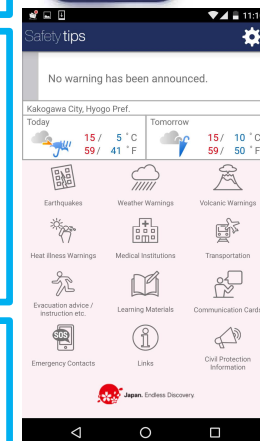 11:1
Safety tips
No warning has been announced.
Kakogawa City, Hyogo Pref.
Today
Tomorrow
15 / 5 °C
59 / 41 °F
15 / 10 °C
59 / 50 °F
Earthquakes
Weather Warnings
Volcanic Warnings
Heat illness Warnings
Medical Institutions
Transportation
Evacuation advice /
instruction etc.
Learning Materials
Communication Cards
SOS
Emergency Contacts
Links
Civil Protection
Information
Japan. Endless Discovery.